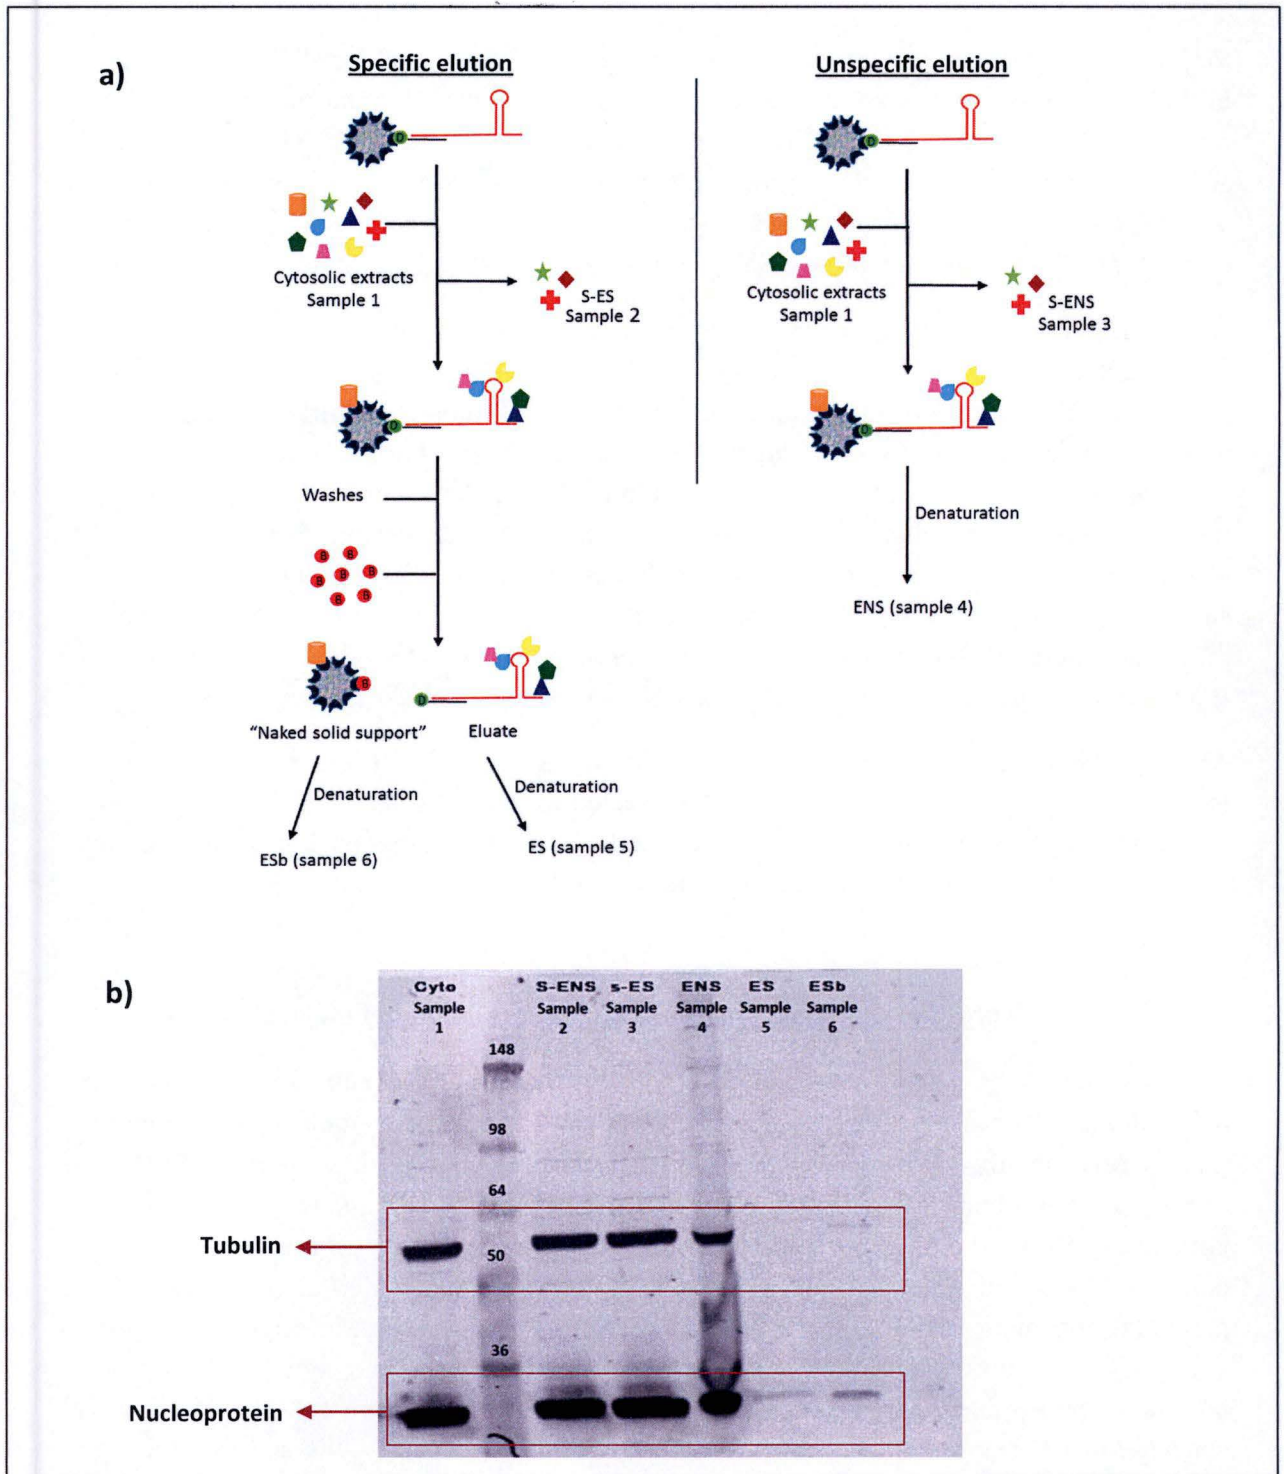 a)
Specific elution
Unspecific elution
D
D
Cytosolic extracts
Sample 1
S-ES
Sample 2
Cytosolic extracts
Sample 1
S-ENS
Sample 3
D
D
Washes
Denaturation
B B B B B B B
ENS (sample 4)
B
D
"Naked solid support"
Eluate
Denaturation
Denaturation
ESb (sample 6)
ES (sample 5)
b)
Cyto S-ENS s-ES ENS ES ESb
Sample Sample Sample Sample Sample Sample
1 2 3 4 5 6
148
98
64
Tubulin
50
36
Nucleoprotein